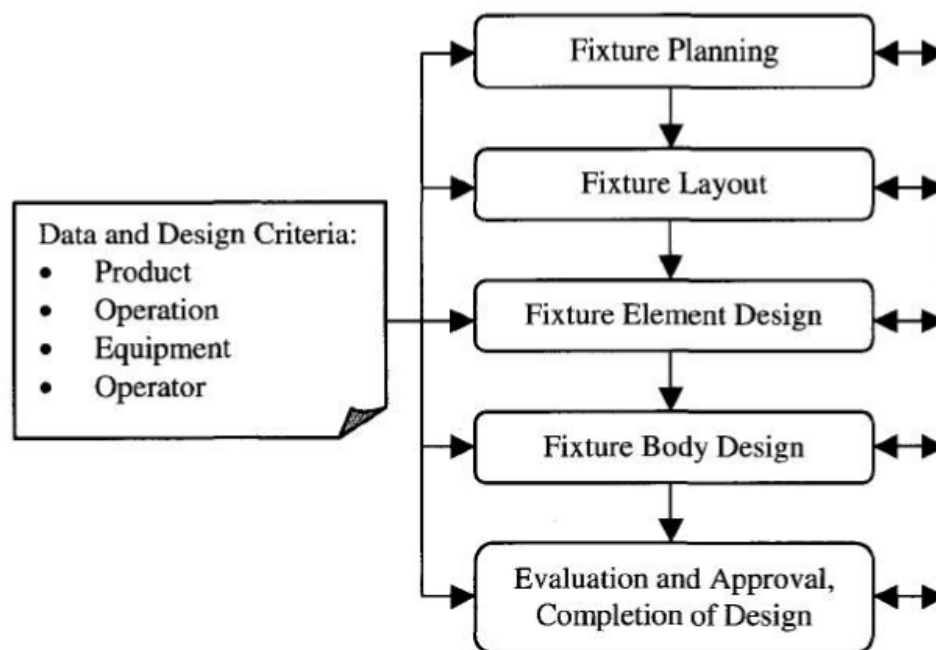 Fixture Planning
Fixture Layout
Data and Design Criteria:
• Product
• Operation
• Equipment
• Operator
Fixture Element Design
Fixture Body Design
Evaluation and Approval,
Completion of Design